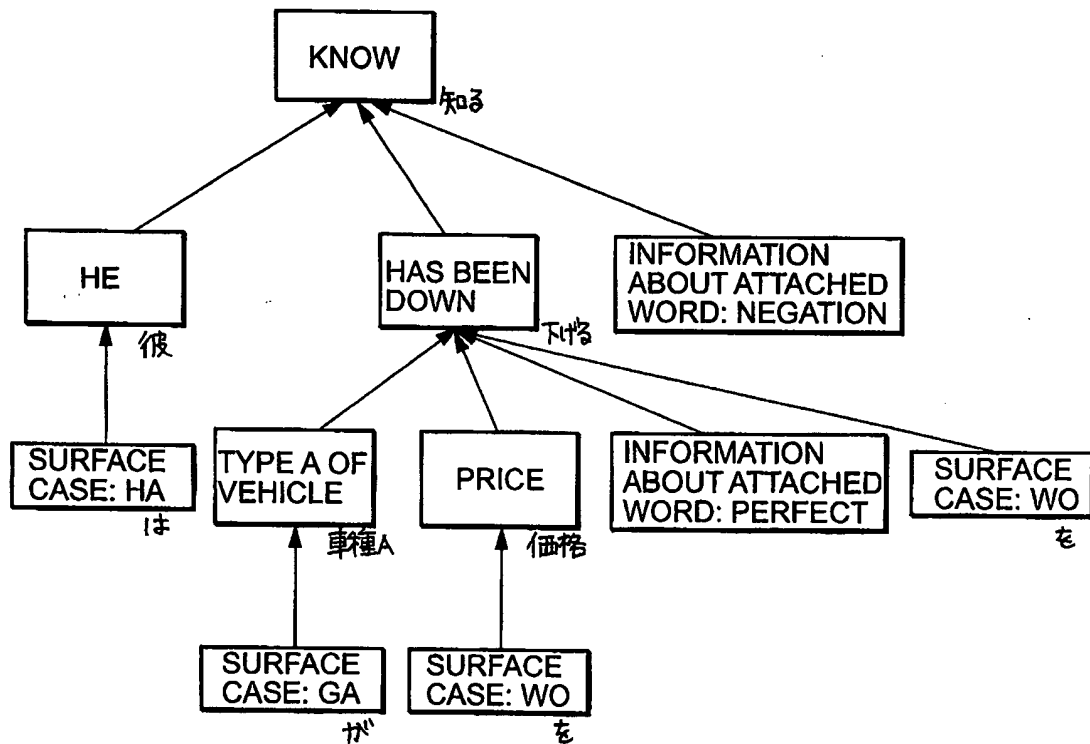 KNOW
知る
HE
彼
HAS BEEN
DOWN
下げる
INFORMATION
ABOUT ATTACHED
WORD: NEGATION
SURFACE
CASE: HA
は
TYPE A OF
VEHICLE
車種A
PRICE
価格
INFORMATION
ABOUT ATTACHED
WORD: PERFECT
SURFACE
CASE: WO
を
SURFACE
CASE: GA
が
SURFACE
CASE: WO
を